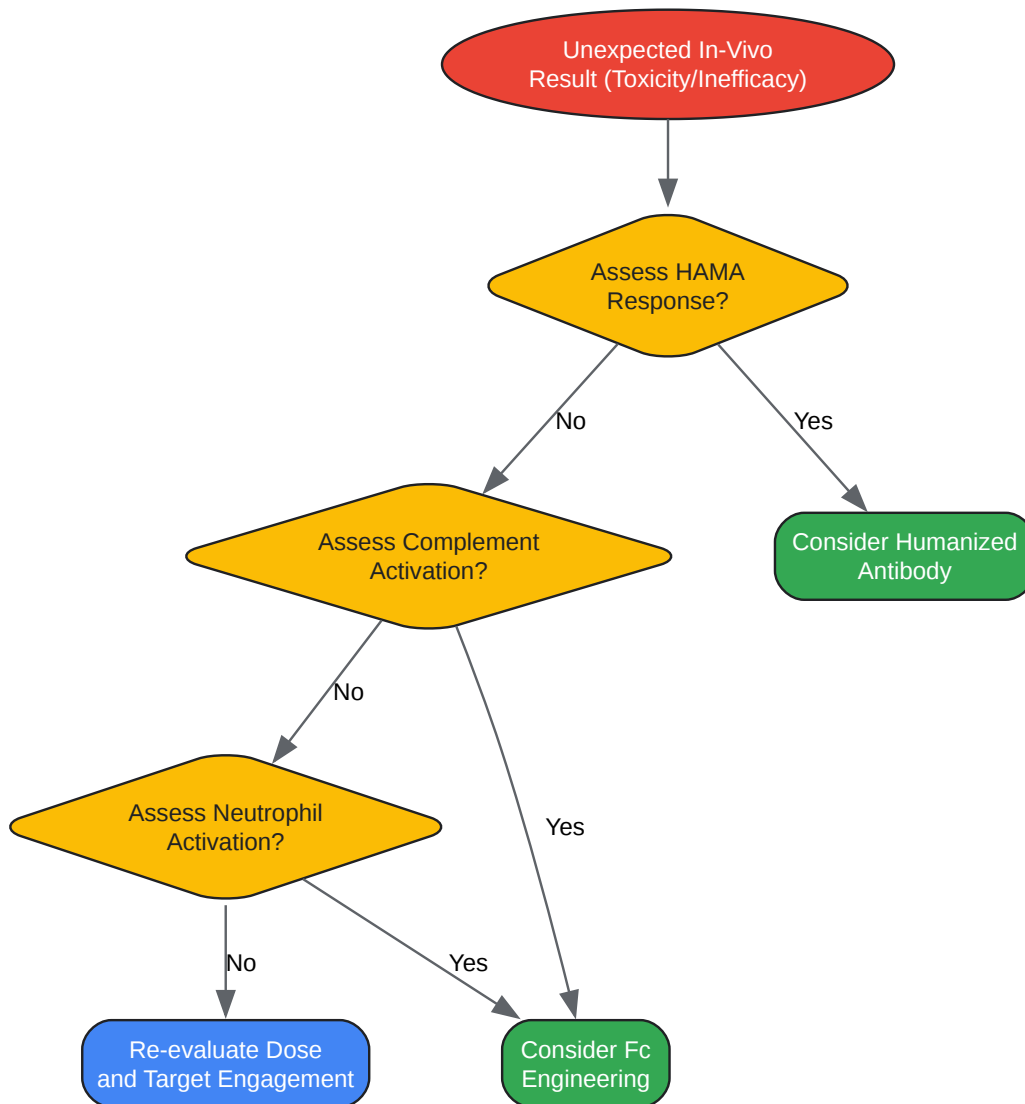 Unexpected In-Vivo
Result (Toxicity/Inefficacy)
Assess HAMA
Response?
No
Yes
Assess Complement
Activation?
Consider Humanized
Antibody
No
Assess Neutrophil
Activation?
Yes
No
Yes
Re-evaluate Dose
and Target Engagement
Consider Fc
Engineering